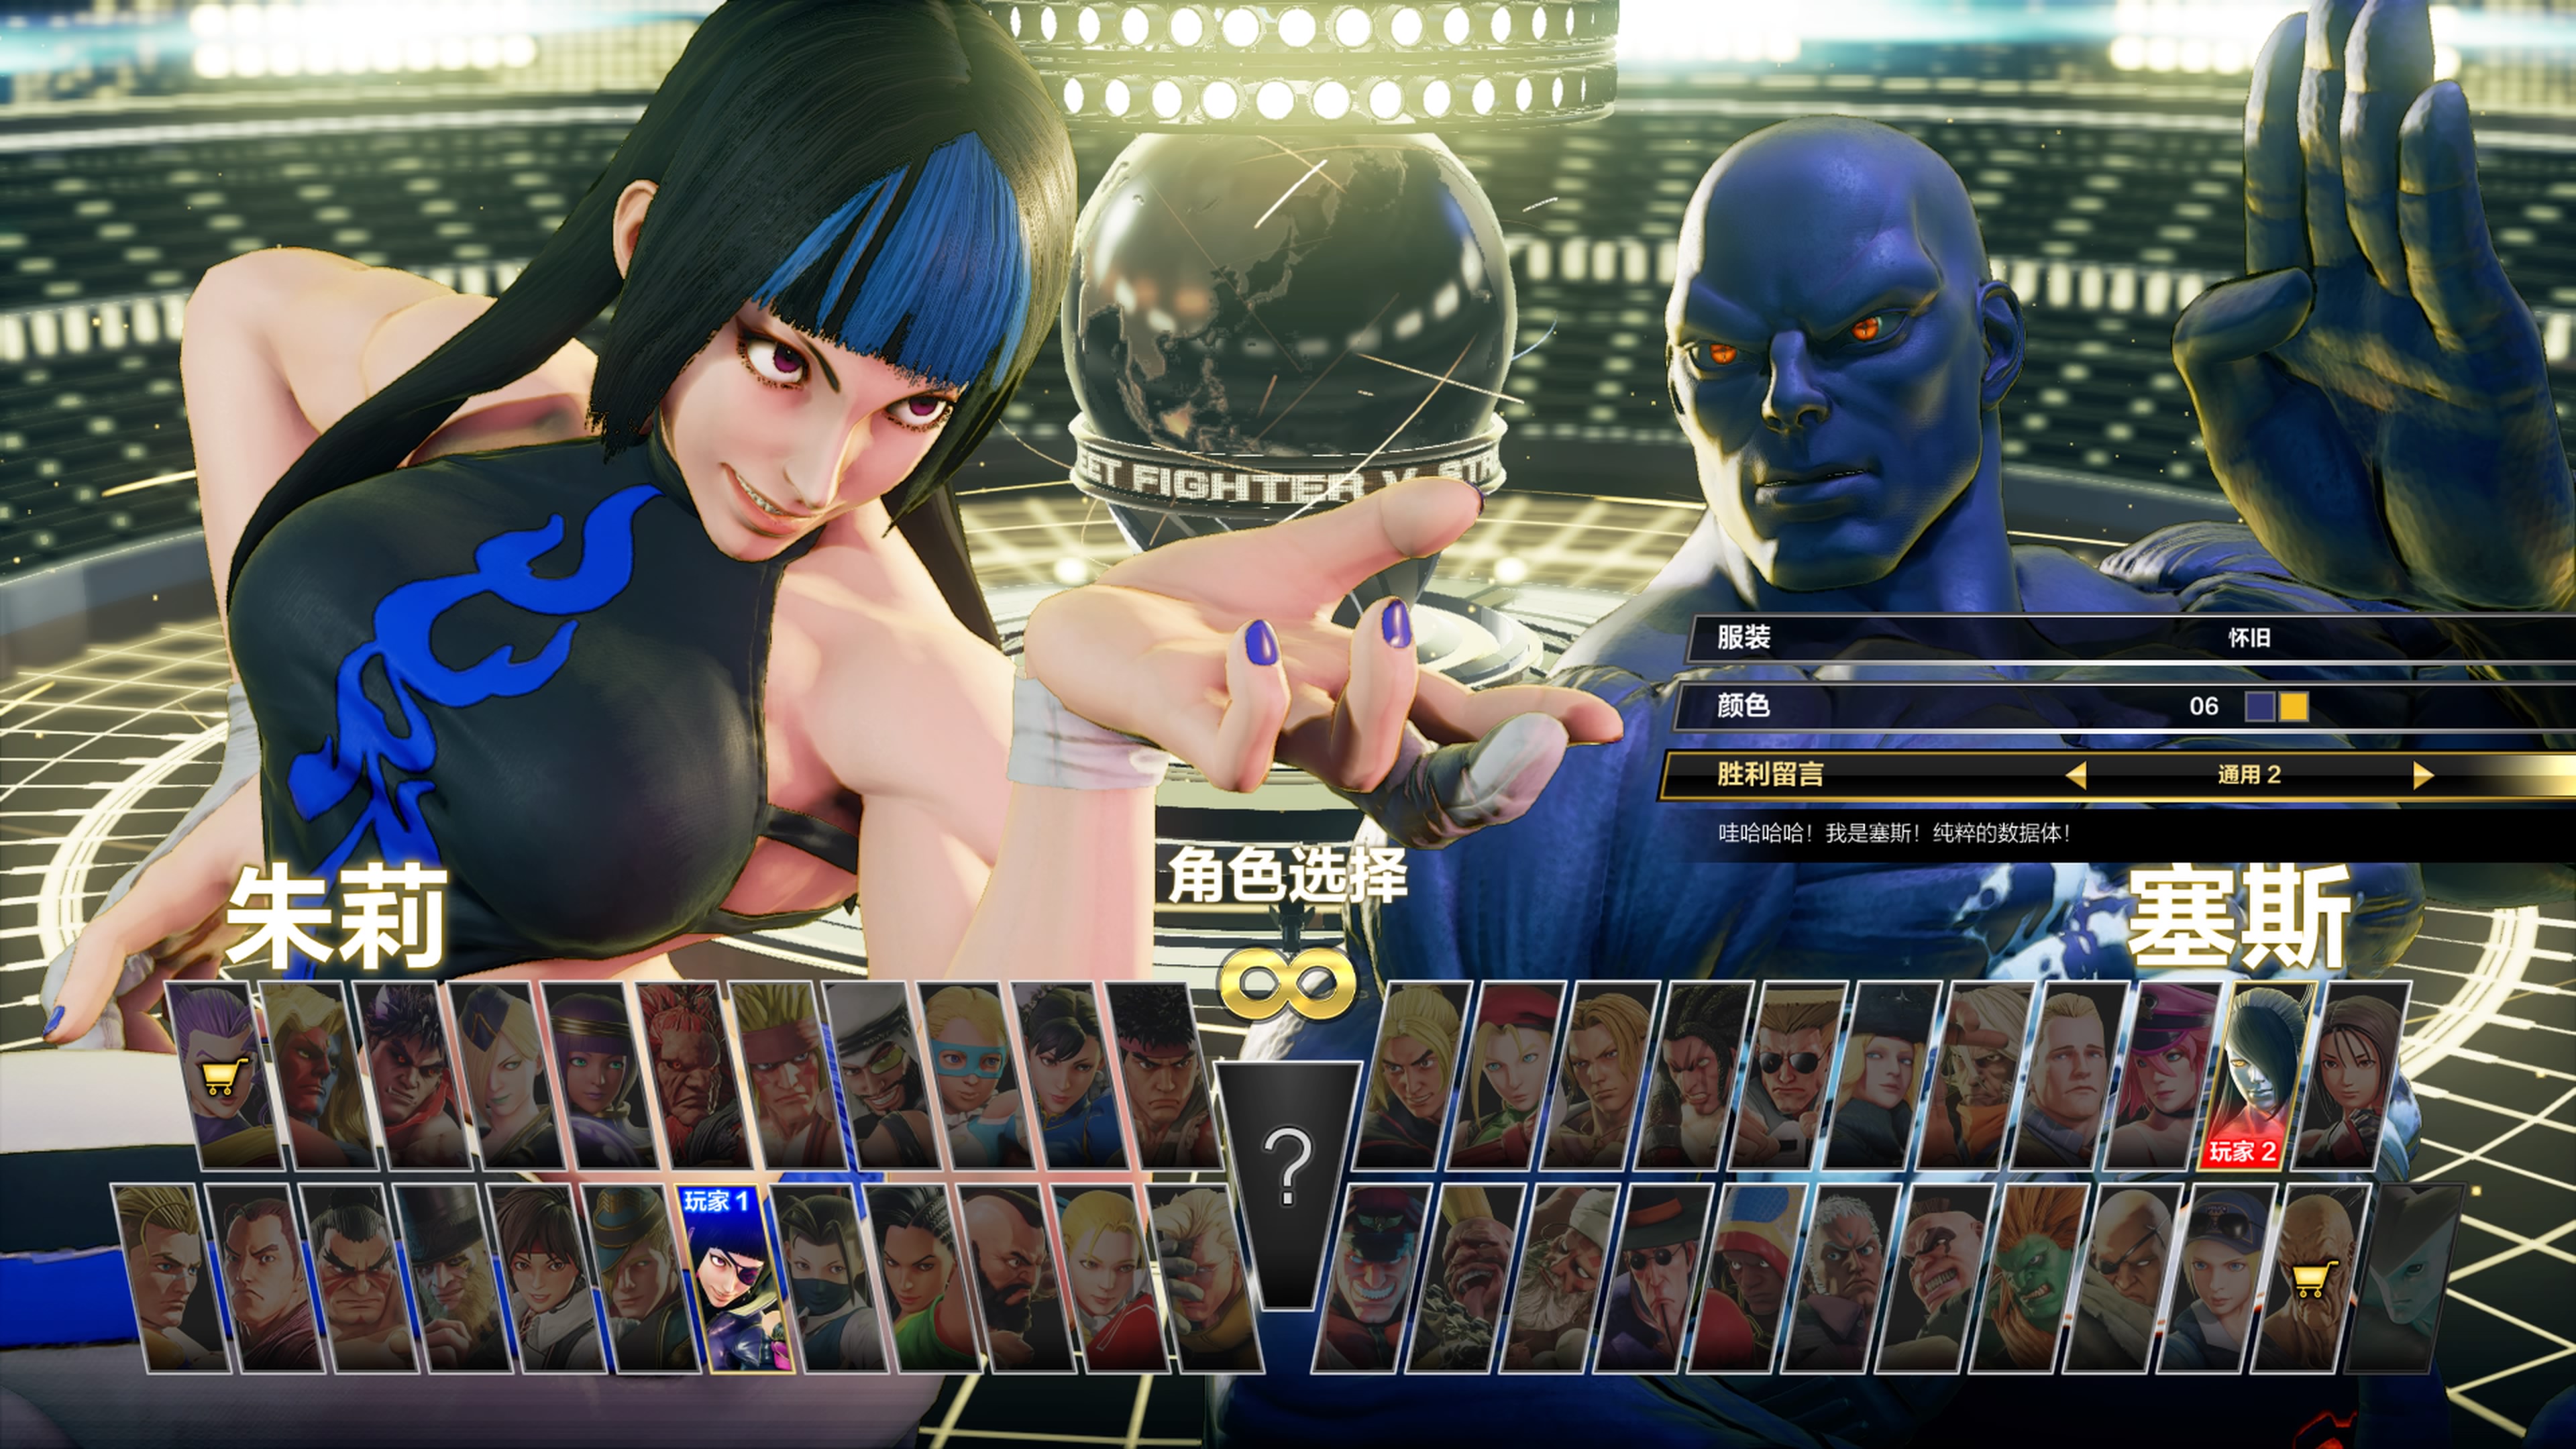 EET FIGHTER V STR
服装 怀旧
颜色 06
胜利留言 通用 2
哇哈哈哈！我是塞斯！纯粹的数据体！
朱莉
角色选择
塞斯
?
玩家 2
玩家 1